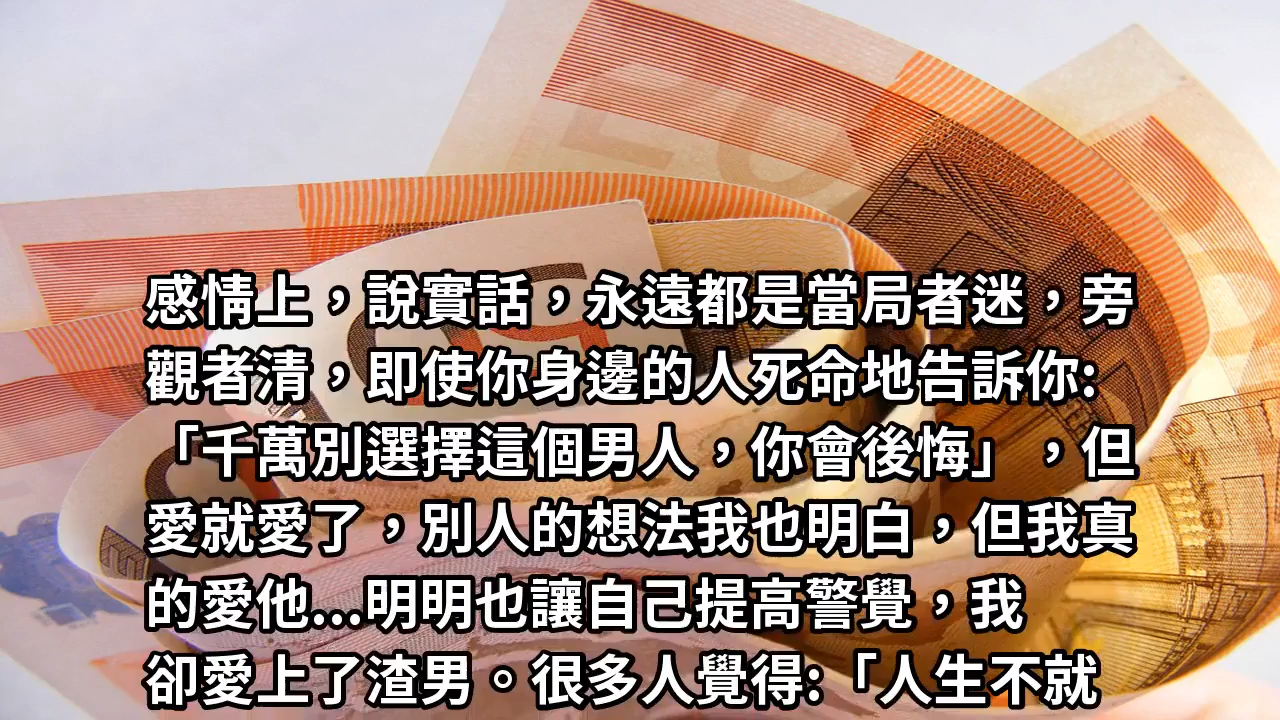 感情上，說實話，永遠都是當局者迷，旁
觀者清，即使你身邊的人死命地告訴你:
「千萬別選擇這個男人，你會後悔」，但
愛就愛了，別人的想法我也明白，但我真
的愛他...明明也讓自己提高警覺，我
卻愛上了渣男。很多人覺得:「人生不就